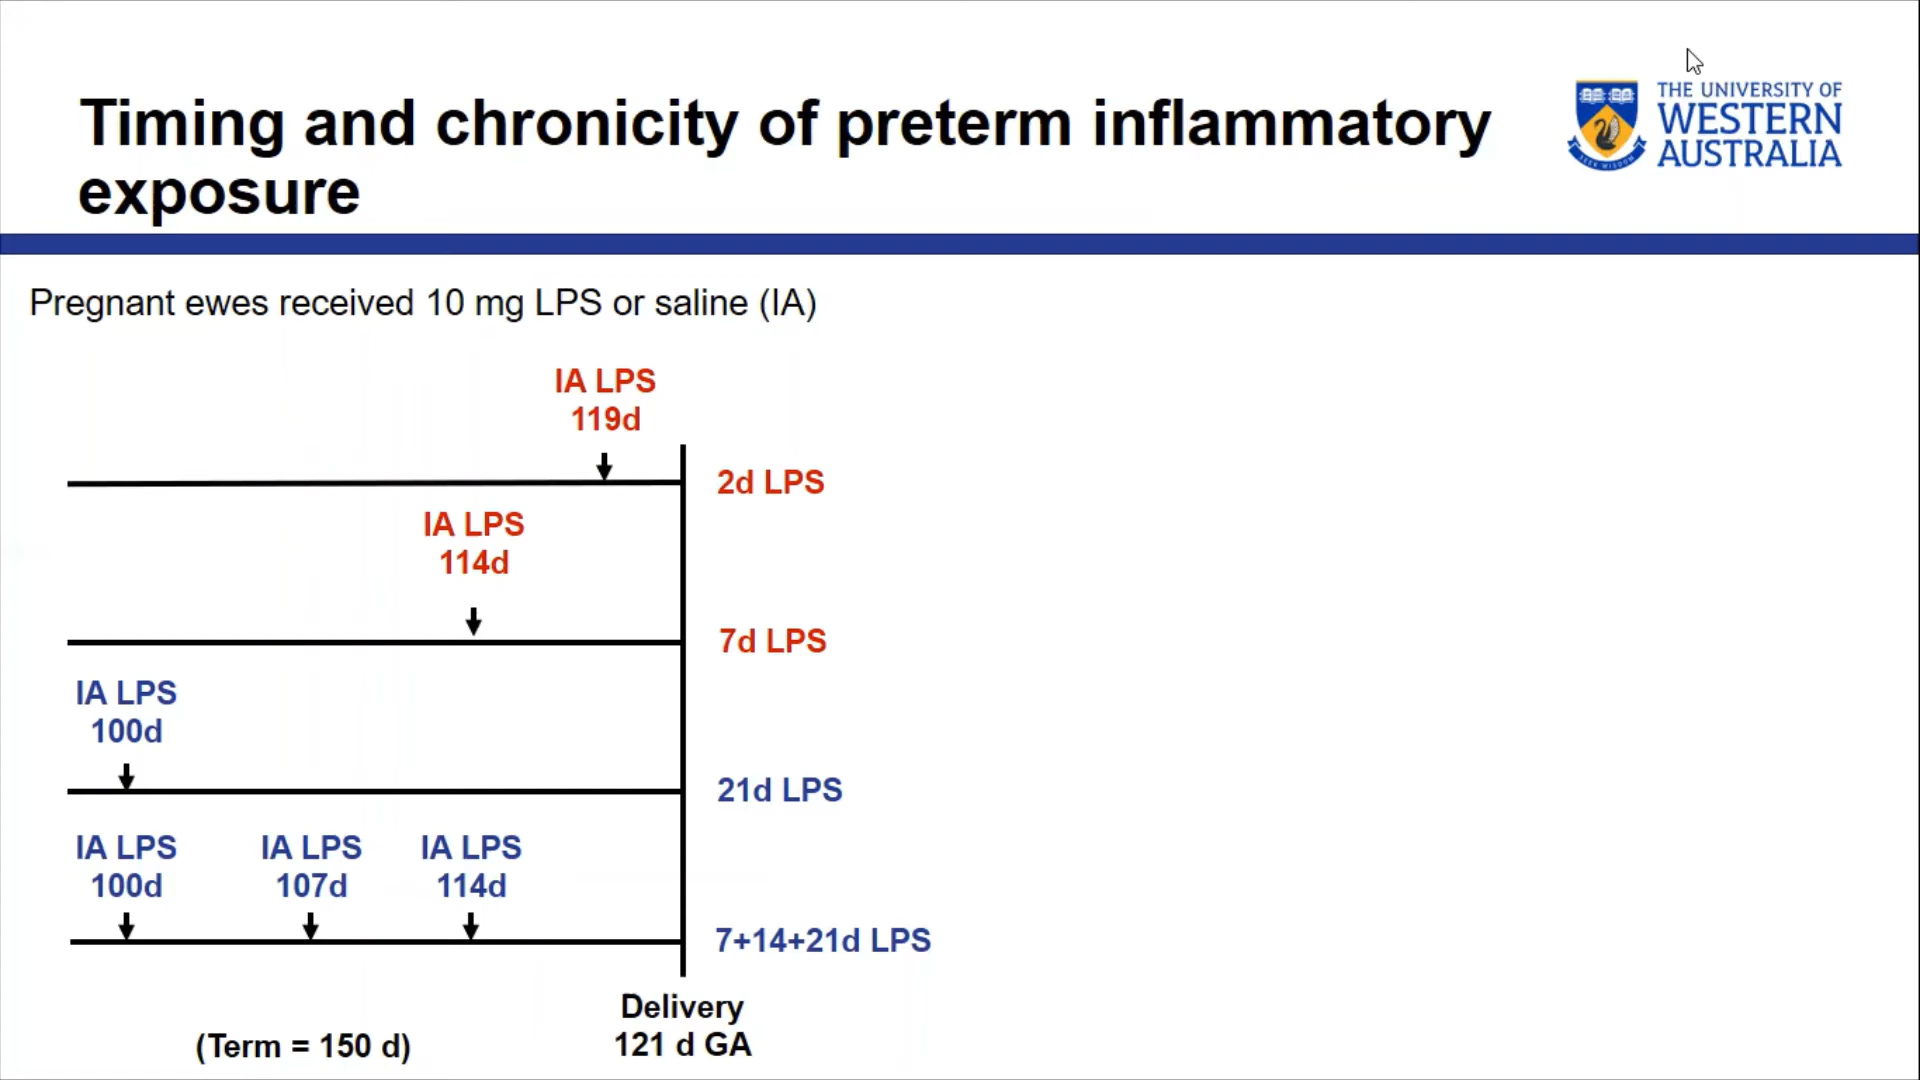 Timing and chronicity of preterm inflammatory
exposure
THE UNIVERSITY OF
WESTERN
AUSTRALIA
SEEK WISDOM
Pregnant ewes received 10 mg LPS or saline (IA)
IA LPS
119d
2d LPS
IA LPS
114d
7d LPS
IA LPS
100d
21d LPS
IA LPS
100d
IA LPS
107d
IA LPS
114d
7+14+21d LPS
Delivery
121 d GA
(Term = 150 d)